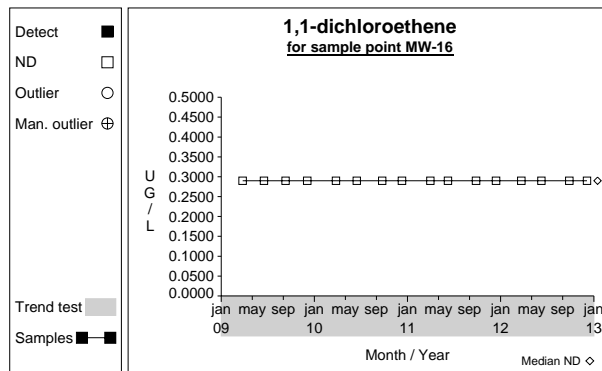 Detect
ND
Outlier
Man. outlier
Trend test
Samples
1,1-dichloroethene
for sample point MW-16
U
G
/
L
0.5000
0.4500
0.4000
0.3500
0.3000
0.2500
0.2000
0.1500
0.1000
0.0500
0.0000
jan may sep jan may sep jan may sep jan may sep jan
09 10 11 12 13
Month / Year
Median ND